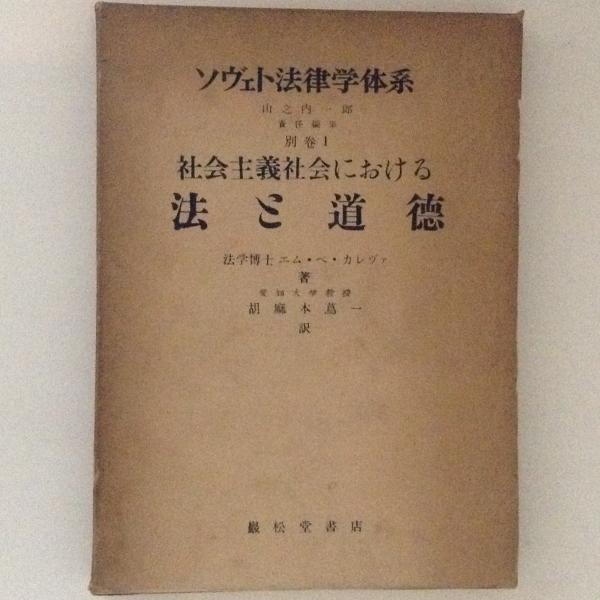 ソヴェト法律学体系
山之内一郎
責任編集
別巻1
社会主義社会における
法と道徳
法学博士エム・ペ・カレヴァ
著
愛知大学教授
胡麻本蔦一
訳
巌松堂書店